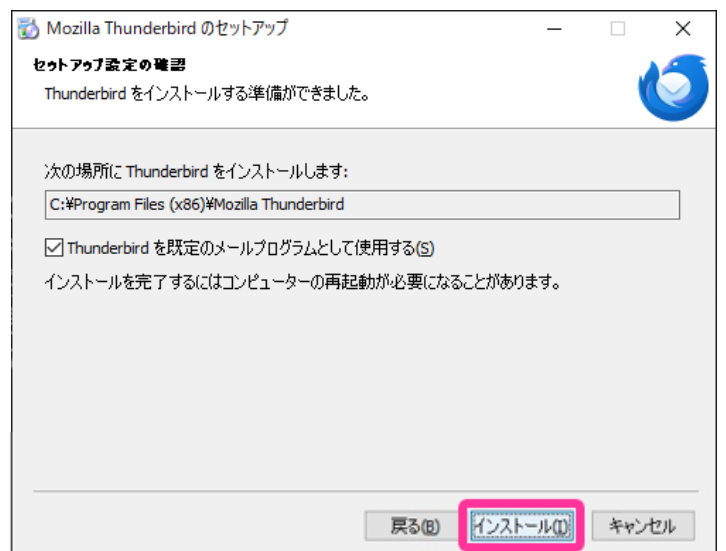 Mozilla Thunderbird のセットアップ
セットアップ設定の確認
Thunderbird をインストールする準備ができました。
次の場所に Thunderbird をインストールします:
C:¥Program Files (x86)¥Mozilla Thunderbird
Thunderbird を既定のメールプログラムとして使用する(S)
インストールを完了するにはコンピューターの再起動が必要になることがあります。
戻る(B) インストール(I) キャンセル